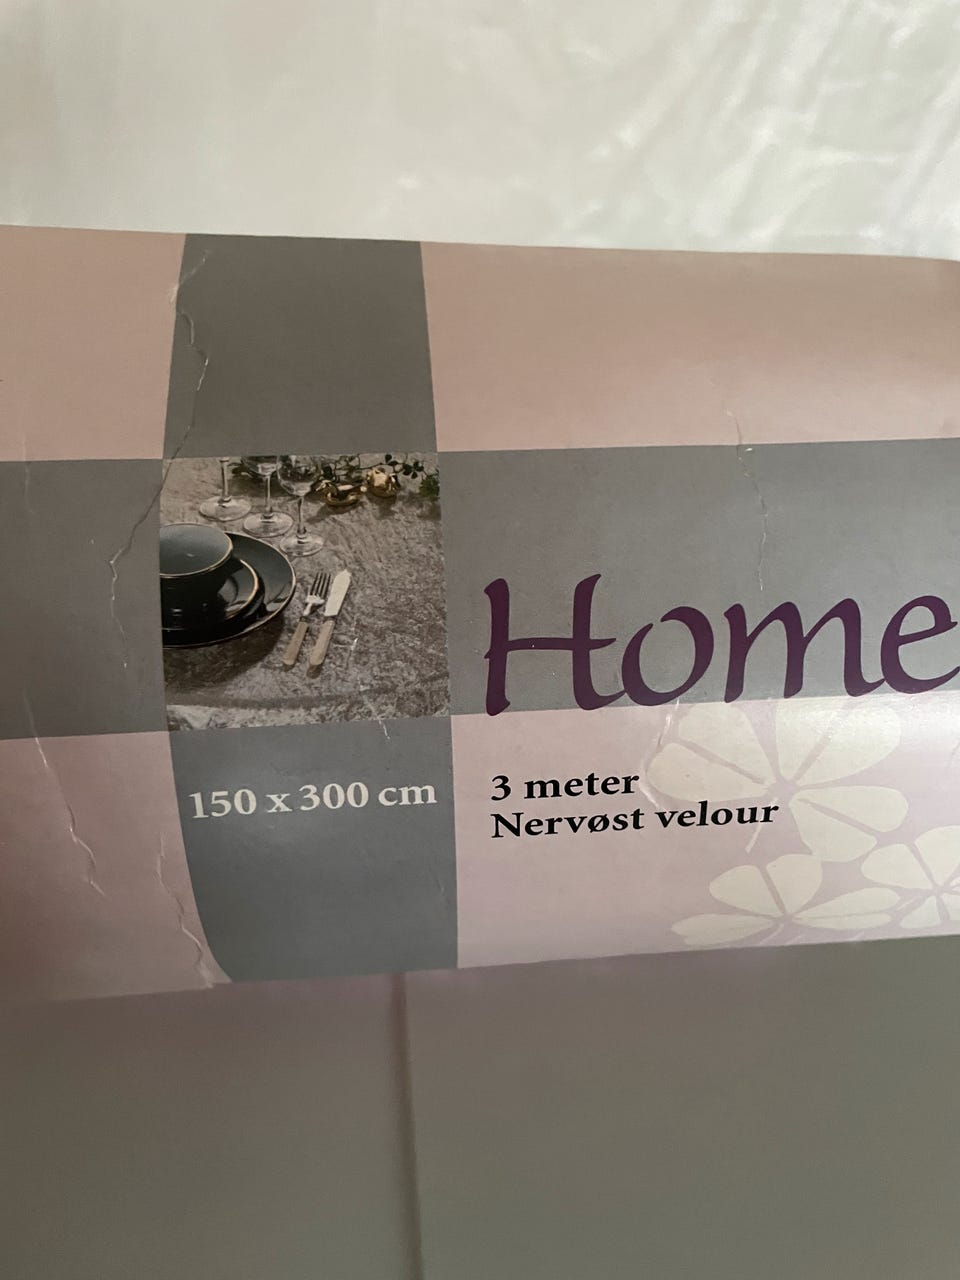 Home
150 x 300 cm
3 meter
Nervøst velour